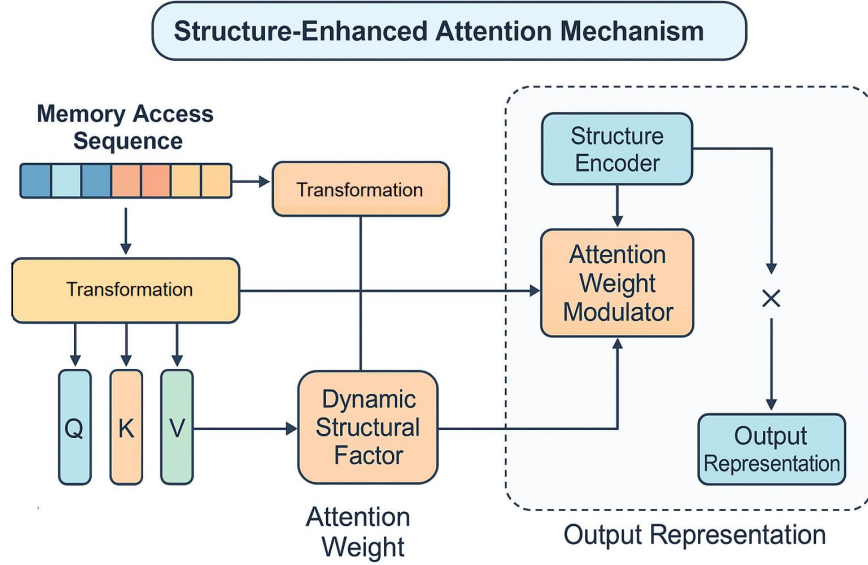 Structure-Enhanced Attention Mechanism
Memory Access
Sequence
Transformation
Transformation
Q
K
V
Dynamic
Structural
Factor
Attention
Weight
Structure
Encoder
Attention
Weight
Modulator
×
Output
Representation
Output Representation